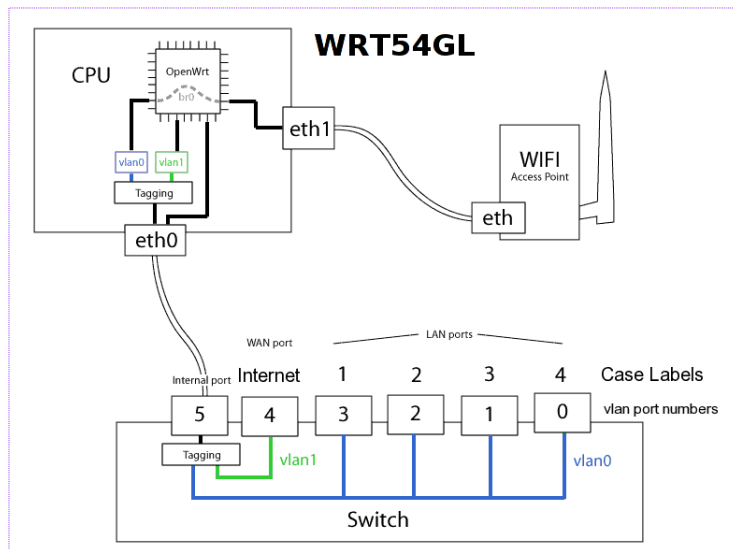 WRT54GL
CPU
OpenWrt
br0
eth1
vlan0
vlan1
WIFI
Access Point
Tagging
eth
eth0
WAN port
LAN ports
Internal port
Internet
1
2
3
4
Case Labels
5
4
3
2
1
0
vlan port numbers
Tagging
vlan1
vlan0
Switch